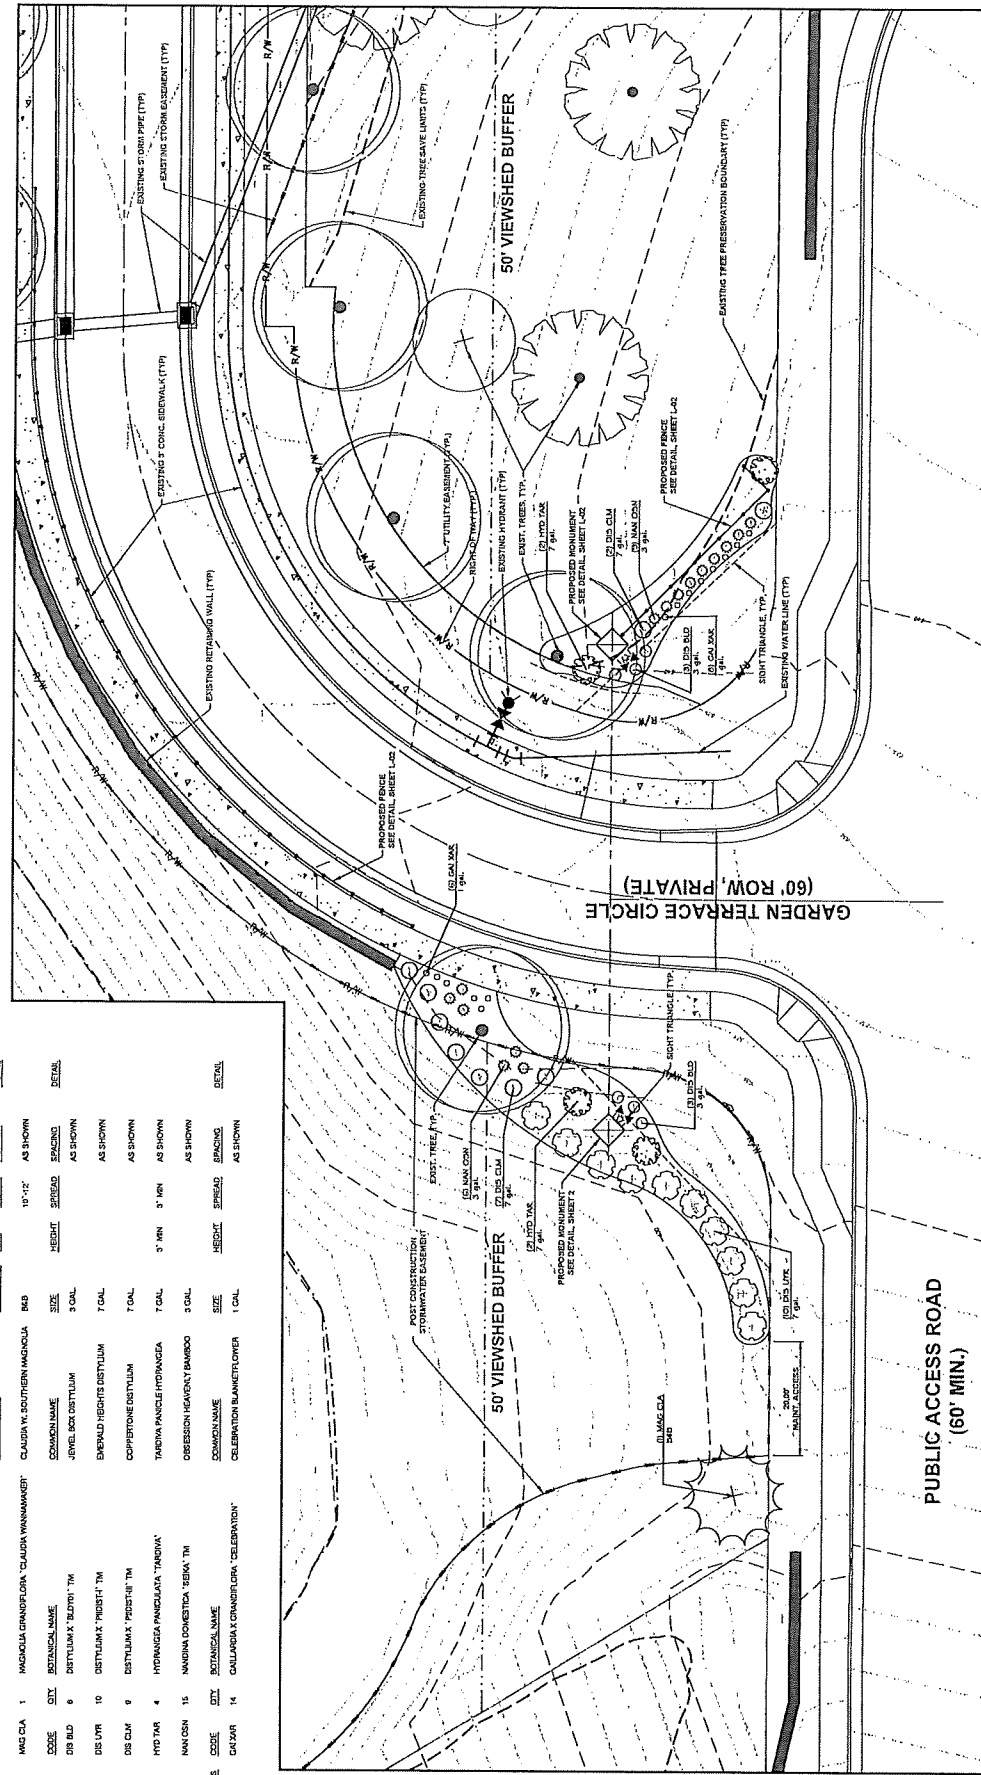 MAG CLA 1 MAGNOLIA GRANDIFLORA `CLAUDIA WANNAMAKER` CLAUDIA W. SOUTHERN MAGNOLIA B&B 10`-12` AS SHOWN
CODE QTY BOTANICAL NAME COMMON NAME SIZE HEIGHT SPREAD SPACING DETAIL
DIS BLD 6 DISTYLIUM X `BLDY01` TM JEWEL BOX DISTYLIUM 3 GAL. AS SHOWN
DIS UYR 10 DISTYLIUM X `PIIDIST-I` TM EMERALD HEIGHTS DISTYLIUM 7 GAL. AS SHOWN
DIS CLM 9 DISTYLIUM X `PIIDIST-III` TM COPPERTONE DISTYLIUM 7 GAL. AS SHOWN
HYD TAR 4 HYDRANGEA PANICULATA `TARDIVA` TARDIVA PANICLE HYDRANGEA 7 GAL. 3` MIN 3` MIN AS SHOWN
NAN OSN 15 NANDINA DOMESTICA `SEIKA` TM OBSESSION HEAVENLY BAMBOO 3 GAL. AS SHOWN
CODE QTY BOTANICAL NAME COMMON NAME SIZE HEIGHT SPREAD SPACING DETAIL
GAI XAR 14 GAILLARDIA X GRANDIFLORA `CELEBRATION` CELEBRATION BLANKETFLOWER 1 GAL. AS SHOWN
EXISTING STORM PIPE (TYP)
EXISTING STORM EASEMENT (TYP)
EXISTING TREE SAVE LIMITS (TYP)
50' VIEWSHED BUFFER
EXISTING TREE PRESERVATION BOUNDARY (TYP)
EXISTING 5' CONC. SIDEWALK (TYP)
EXISTING RETAINING WALL (TYP)
UTILITY EASEMENT (TYP.)
RIGHT OF WAY (TYP)
EXISTING HYDRANT (TYP)
EXIST. TREES, TYP.
(2) HYD TAR
7 gal.
PROPOSED MONUMENT
SEE DETAIL, SHEET L-02
(2) DIS CLM
7 gal.
(9) NAN OSN
3 gal.
PROPOSED FENCE
SEE DETAIL, SHEET L-02
(3) DIS BLD
3 gal.
(8) GAI XAR
1 gal.
SIGHT TRIANGLE, TYP.
EXISTING WATER LINE (TYP)
PROPOSED FENCE
SEE DETAIL, SHEET L-02
(6) GAI XAR
1 gal.
GARDEN TERRACE CIRCLE
(60' ROW, PRIVATE)
SIGHT TRIANGLE, TYP.
(3) DIS BLD
3 gal.
EXIST. TREE, TYP.
(6) NAN OSN
3 gal.
(7) DIS CLM
7 gal.
(2) HYD TAR
7 gal.
PROPOSED MONUMENT
SEE DETAIL, SHEET 2
(10) DIS UYR
7 gal.
POST CONSTRUCTION
STORMWATER EASEMENT
50' VIEWSHED BUFFER
(1) MAG CLA
B&B
20.00'
MAINT. ACCESS
PUBLIC ACCESS ROAD
(60' MIN.)
R/W